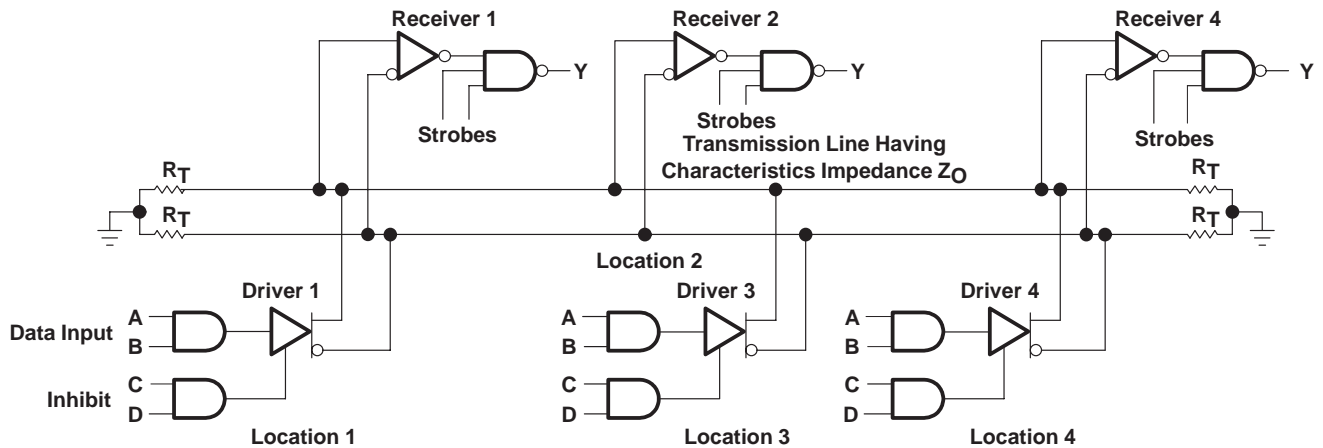 Receiver 1
Receiver 2
Receiver 4
Y
Y
Y
Strobes
Strobes
Strobes
Transmission Line Having
Characteristics Impedance ZO
RT
RT
RT
RT
Location 2
Driver 1
Driver 3
Driver 4
Data Input
A
B
A
B
A
B
Inhibit
C
D
C
D
C
D
Location 1
Location 3
Location 4